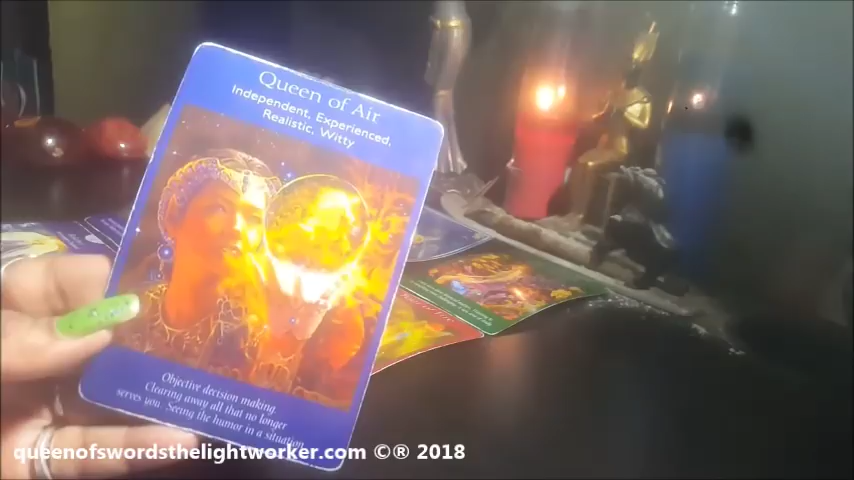 Queen of Air
Independent, Experienced,
Realistic, Witty
Objective decision making
Clearing away all that no longer
serves you. Seeing the humor in a situation
queenofswordsthelightworker.com ©® 2018